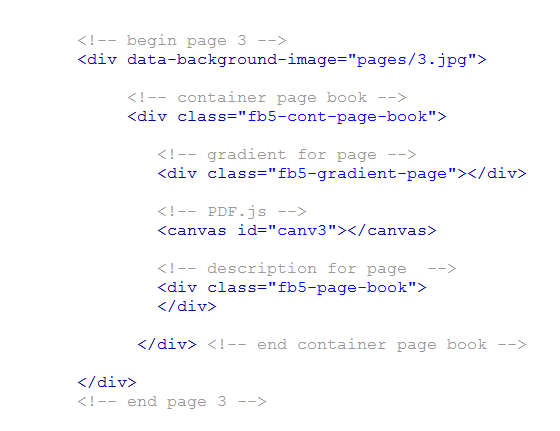 <!-- begin page 3 -->
<div data-background-image="pages/3.jpg">
<!-- container page book -->
<div class="fb5-cont-page-book">
<!-- gradient for page -->
<div class="fb5-gradient-page"></div>
<!-- PDF.js -->
<canvas id="canv3"></canvas>
<!-- description for page  -->
<div class="fb5-page-book">
</div>
</div> <!-- end container page book -->
</div>
<!-- end page 3 -->